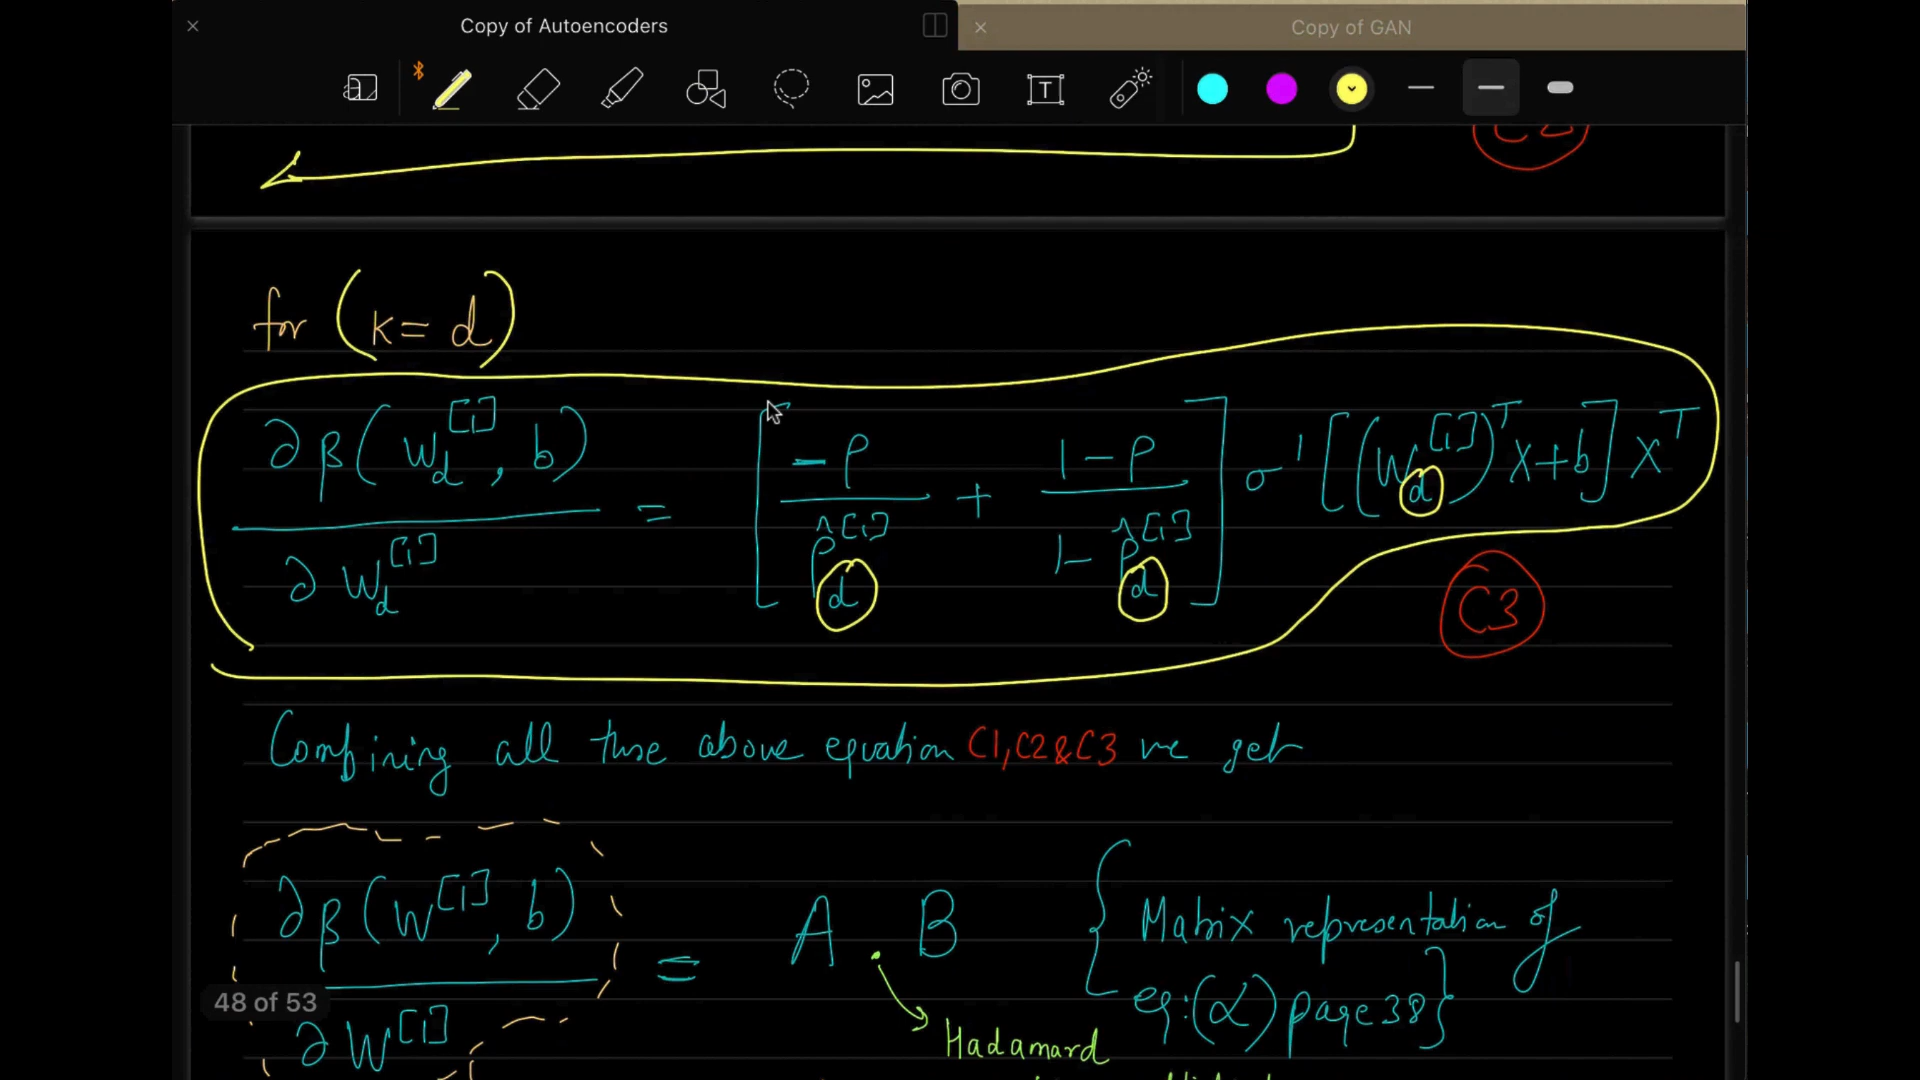 Copy of Autoencoders
Copy of GAN
T
C2
for (k = d)
∂β(W_d^[1], b) / ∂W_d^[1] = [ -ρ / ρ̂_d^[1] + 1-ρ / 1-ρ̂_d^[1] ] σ' [(W_d^[1])^T X + b] X^T
C3
Combining all these above equation C1, C2 & C3 we get
∂β(W^[1], b) / ∂W^[1] = A . B { Matrix representation of
eq:(α) page 38}
Hadamard
48 of 53